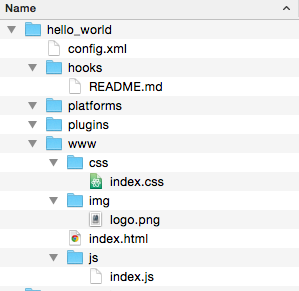 Name
hello_world
config.xml
hooks
README.md
platforms
plugins
www
css
index.css
img
logo.png
index.html
js
index.js